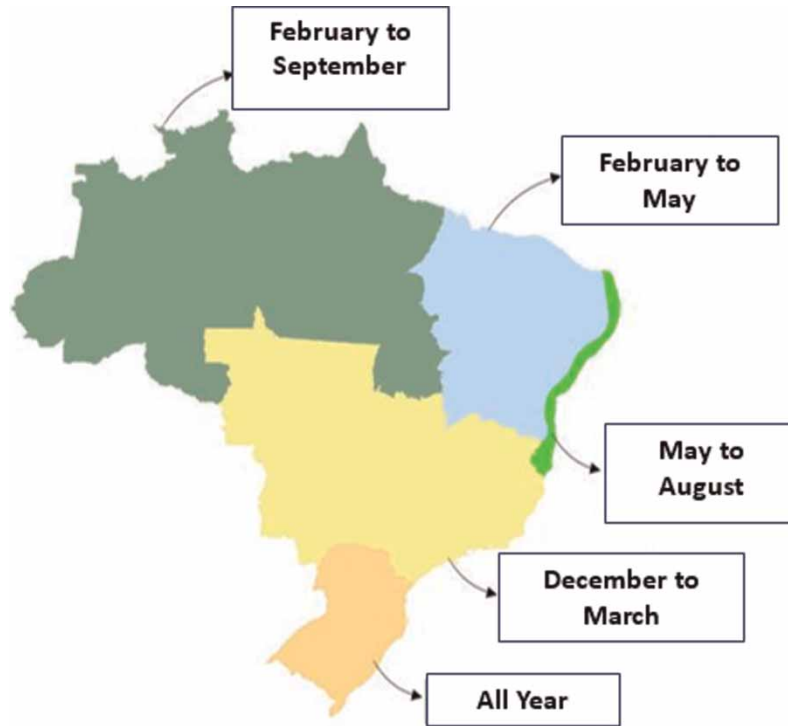 February to
September
February to
May
May to
August
December to
March
All Year